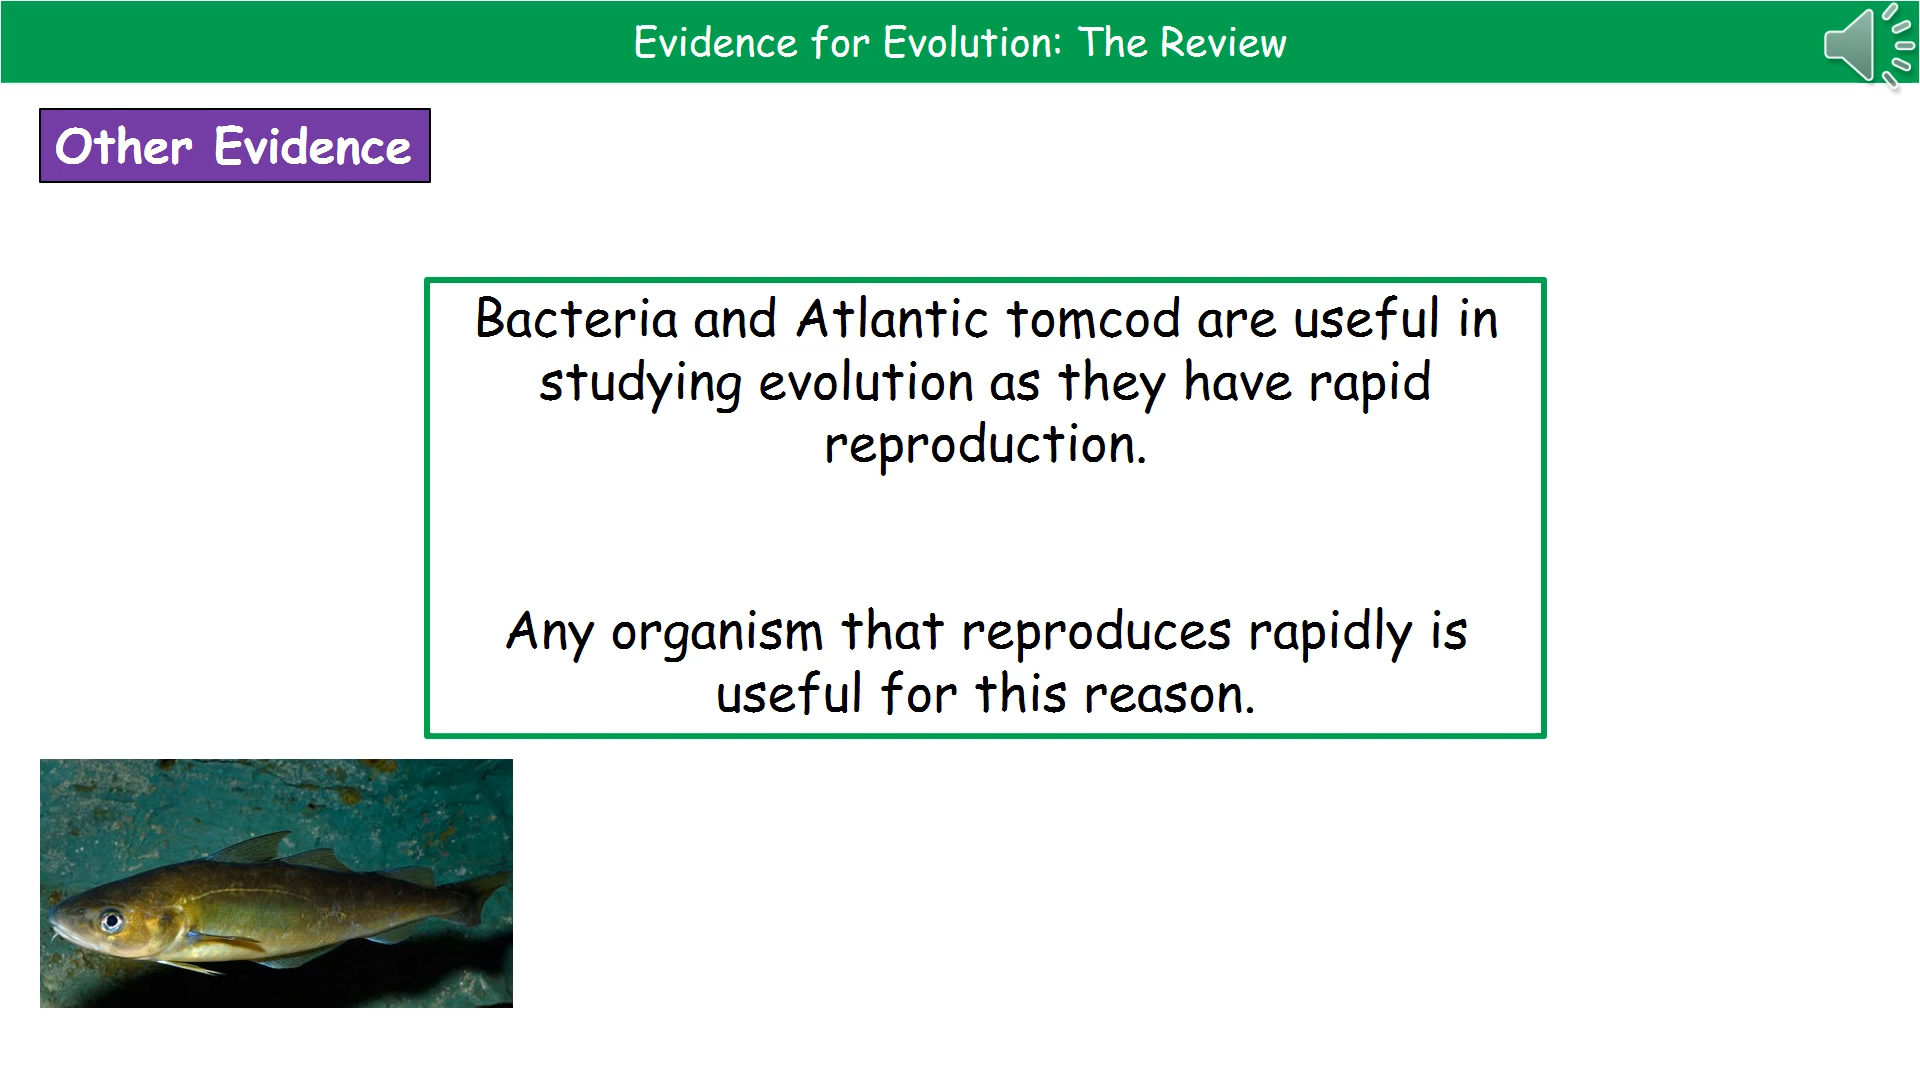 Evidence for Evolution: The Review
Other Evidence
Bacteria and Atlantic tomcod are useful in
studying evolution as they have rapid
reproduction.
Any organism that reproduces rapidly is
useful for this reason.